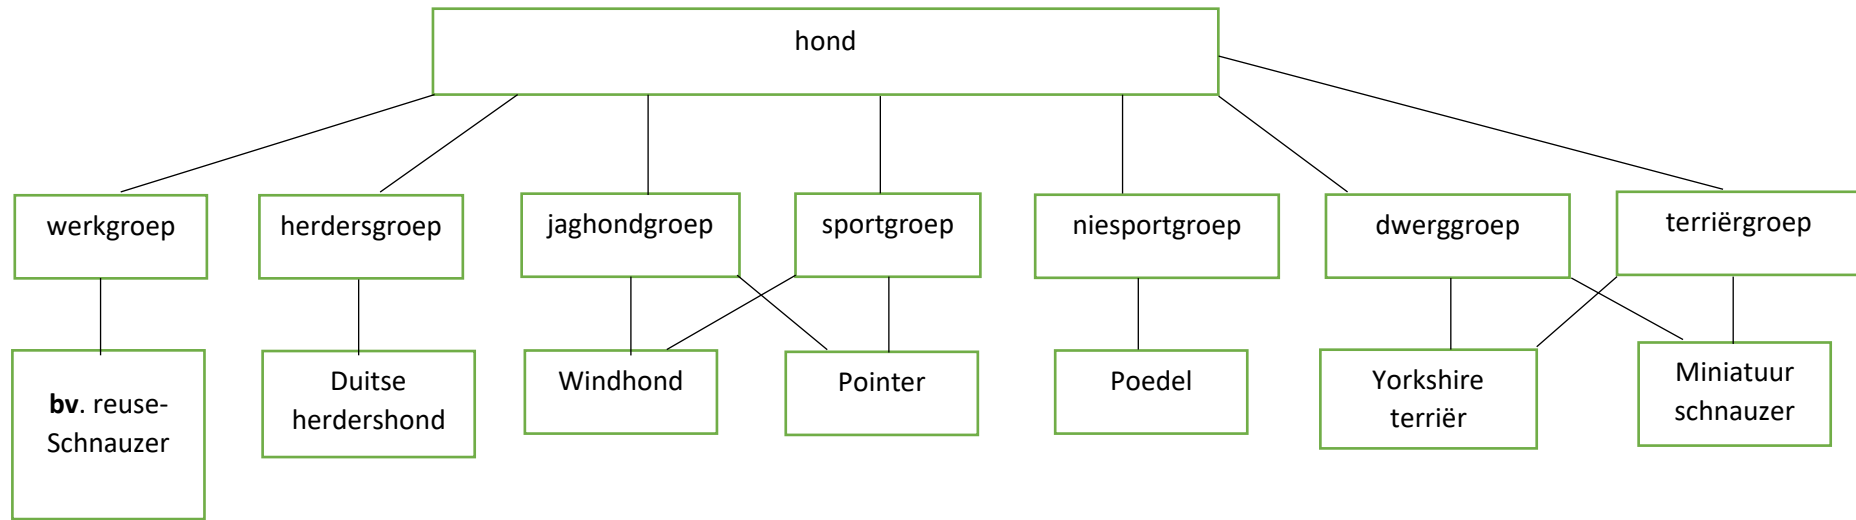 hond
werkgroep
herdersgroep
jaghondgroep
sportgroep
niesportgroep
dwerggroep
terriërgroep
bv. reuse-
Schnauzer
Duitse
herdershond
Windhond
Pointer
Poedel
Yorkshire
terriër
Miniatuur
schnauzer